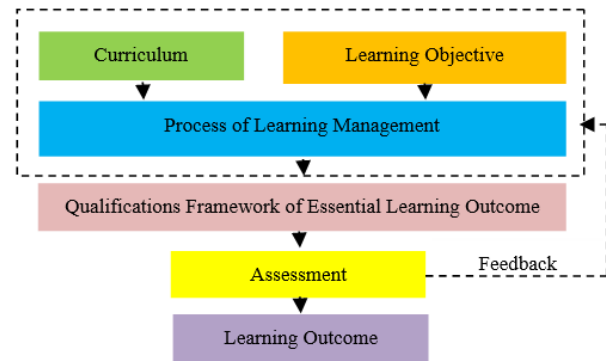 Curriculum
Learning Objective
Process of Learning Management
Qualifications Framework of Essential Learning Outcome
Assessment
Feedback
Learning Outcome